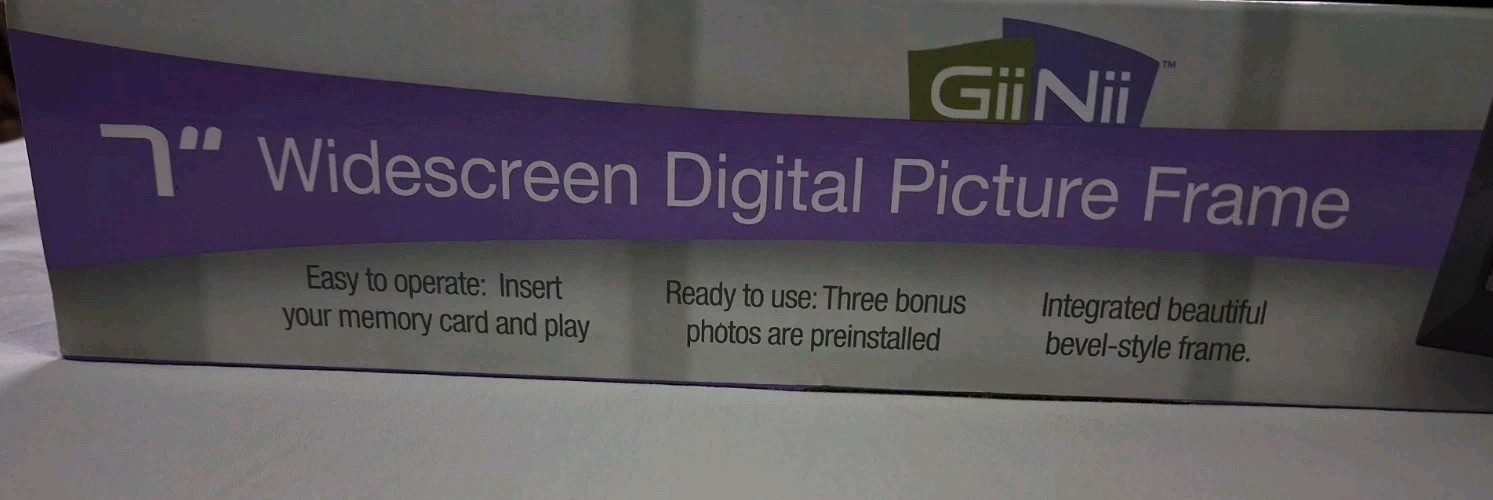 GiiNii™
7" Widescreen Digital Picture Frame
Easy to operate: Insert
your memory card and play
Ready to use: Three bonus
photos are preinstalled
Integrated beautiful
bevel-style frame.